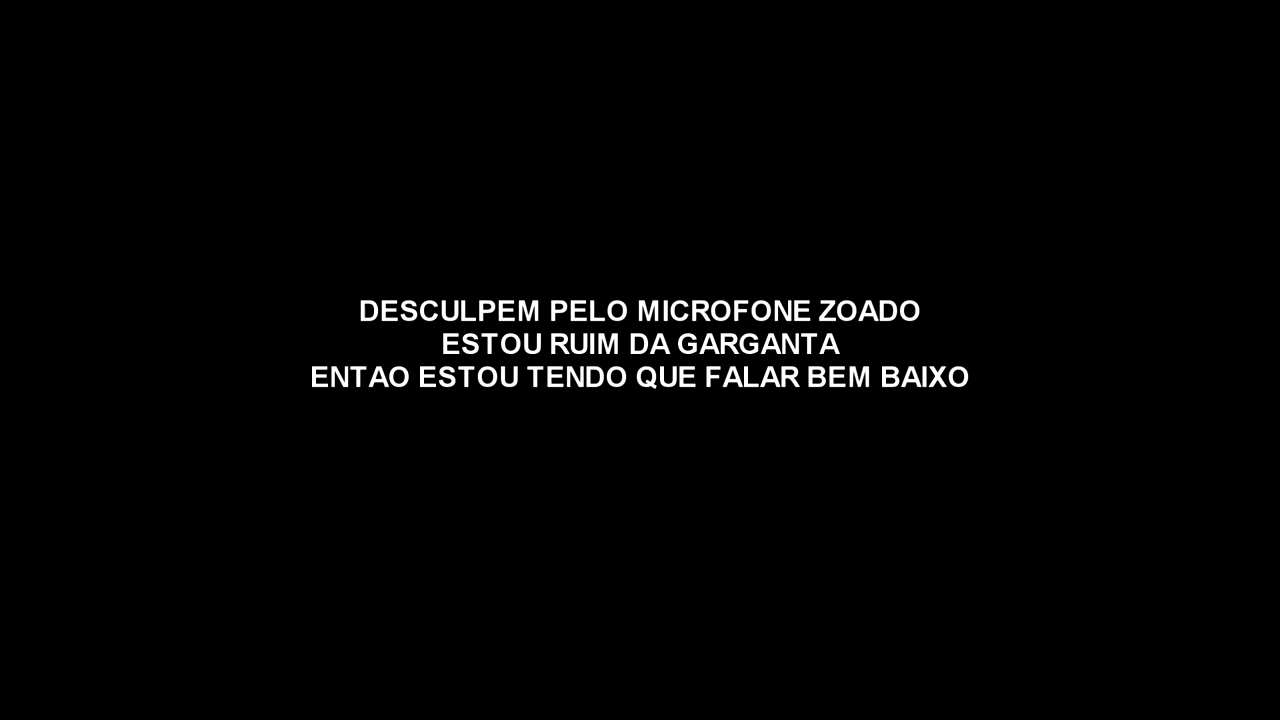 DESCULPEM PELO MICROFONE ZOADO
ESTOU RUIM DA GARGANTA
ENTAO ESTOU TENDO QUE FALAR BEM BAIXO